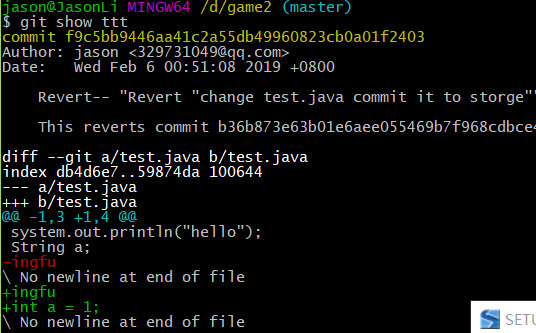 jason@JasonLi MINGW64 /d/game2 (master)
$ git show ttt
commit f9c5bb9446aa41c2a55db49960823cb0a01f2403
Author: jason <329731049@qq.com>
Date:   Wed Feb 6 00:51:08 2019 +0800
    Revert-- "Revert "change test.java commit it to storge""
    This reverts commit b36b873e63b01e6aee055469b7f968cdbce4
diff --git a/test.java b/test.java
index db4d6e7..59874da 100644
--- a/test.java
+++ b/test.java
@@ -1,3 +1,4 @@
 system.out.println("hello");
 String a;
-ingfu
\ No newline at end of file
+ingfu
+int a = 1;
\ No newline at end of file
SETU